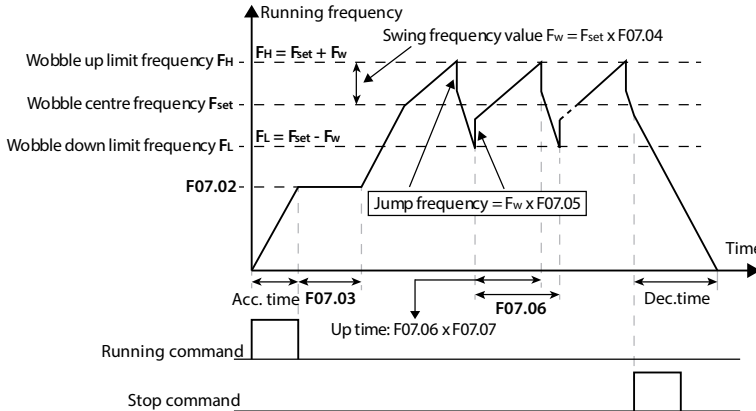 Running frequency
Swing frequency value Fw = Fset x F07.04
Wobble up limit frequency FH
FH = Fset + Fw
Wobble centre frequency Fset
FL = Fset - Fw
Wobble down limit frequency FL
F07.02
Jump frequency = Fw x F07.05
Time
Acc. time F07.03
F07.06
Dec.time
Up time: F07.06 x F07.07
Running command
Stop command